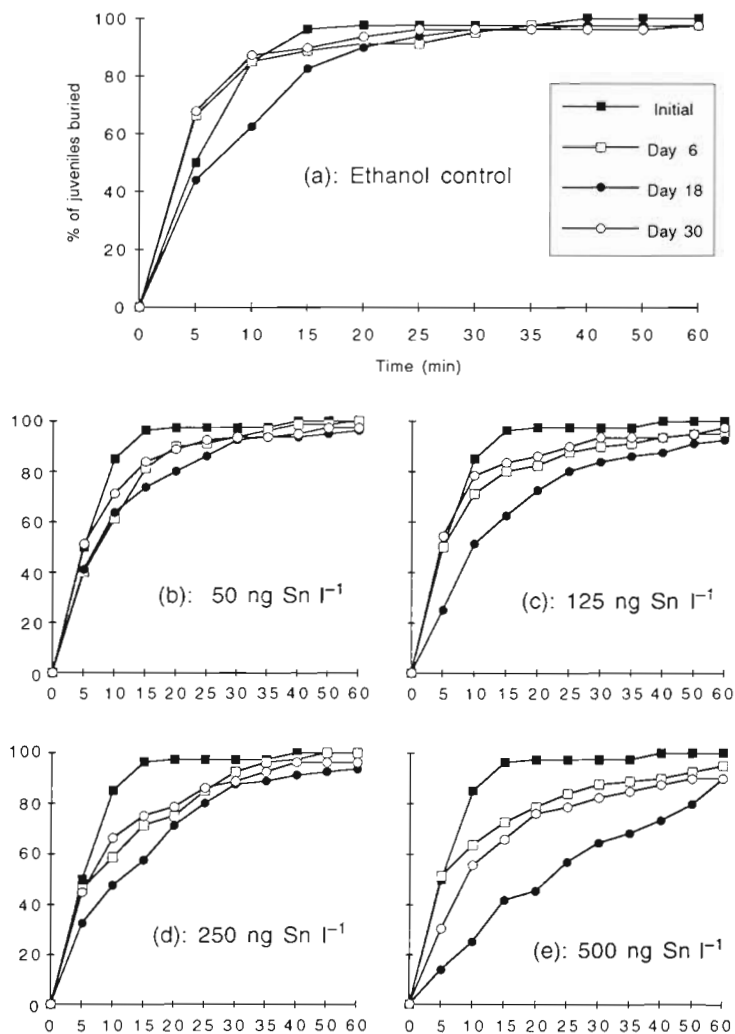 100
80
60
40
20
0
% of juveniles buried
(a): Ethanol control
Initial
Day 6
Day 18
Day 30
0 5 10 15 20 25 30 35 40 50 60
Time (min)
100
80
60
40
20
0
(b): 50 ng Sn l⁻¹
0 5 10 15 20 25 30 35 40 50 60
(c): 125 ng Sn l⁻¹
0 5 10 15 20 25 30 35 40 50 60
100
80
60
40
20
0
(d): 250 ng Sn l⁻¹
0 5 10 15 20 25 30 35 40 50 60
(e): 500 ng Sn l⁻¹
0 5 10 15 20 25 30 35 40 50 60